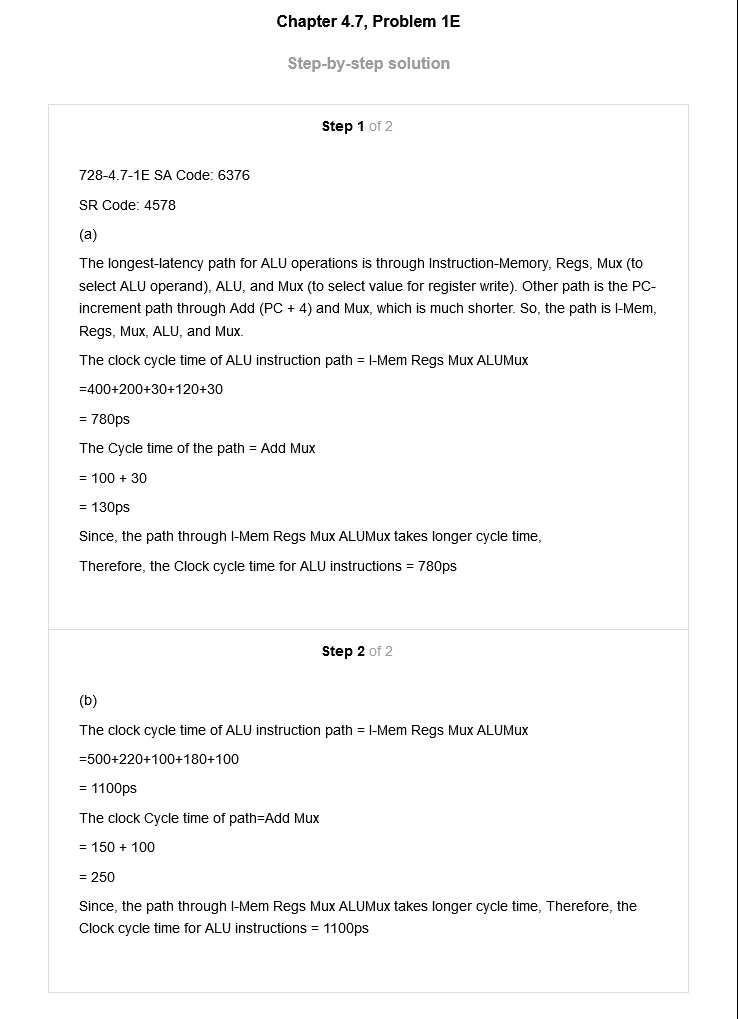 Chapter 4.7, Problem 1E
Step-by-step solution
Step 1 of 2
728-4.7-1E SA Code: 6376
SR Code: 4578
(a)
The longest-latency path for ALU operations is through Instruction-Memory, Regs, Mux (to
select ALU operand), ALU, and Mux (to select value for register write). Other path is the PC-
increment path through Add (PC + 4) and Mux, which is much shorter. So, the path is I-Mem,
Regs, Mux, ALU, and Mux.
The clock cycle time of ALU instruction path = I-Mem Regs Mux ALUMux
=400+200+30+120+30
= 780ps
The Cycle time of the path = Add Mux
= 100 + 30
= 130ps
Since, the path through I-Mem Regs Mux ALUMux takes longer cycle time,
Therefore, the Clock cycle time for ALU instructions = 780ps
Step 2 of 2
(b)
The clock cycle time of ALU instruction path = I-Mem Regs Mux ALUMux
=500+220+100+180+100
= 1100ps
The clock Cycle time of path=Add Mux
= 150 + 100
= 250
Since, the path through I-Mem Regs Mux ALUMux takes longer cycle time, Therefore, the
Clock cycle time for ALU instructions = 1100ps